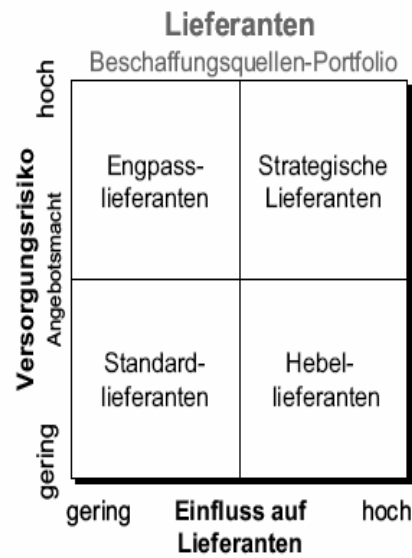 Lieferanten
Beschaffungsquellen-Portfolio
hoch
Versorgungsrisiko
Angebotsmacht
gering
Engpass-
lieferanten
Strategische
Lieferanten
Standard-
lieferanten
Hebel-
lieferanten
gering
Einfluss auf
Lieferanten
hoch